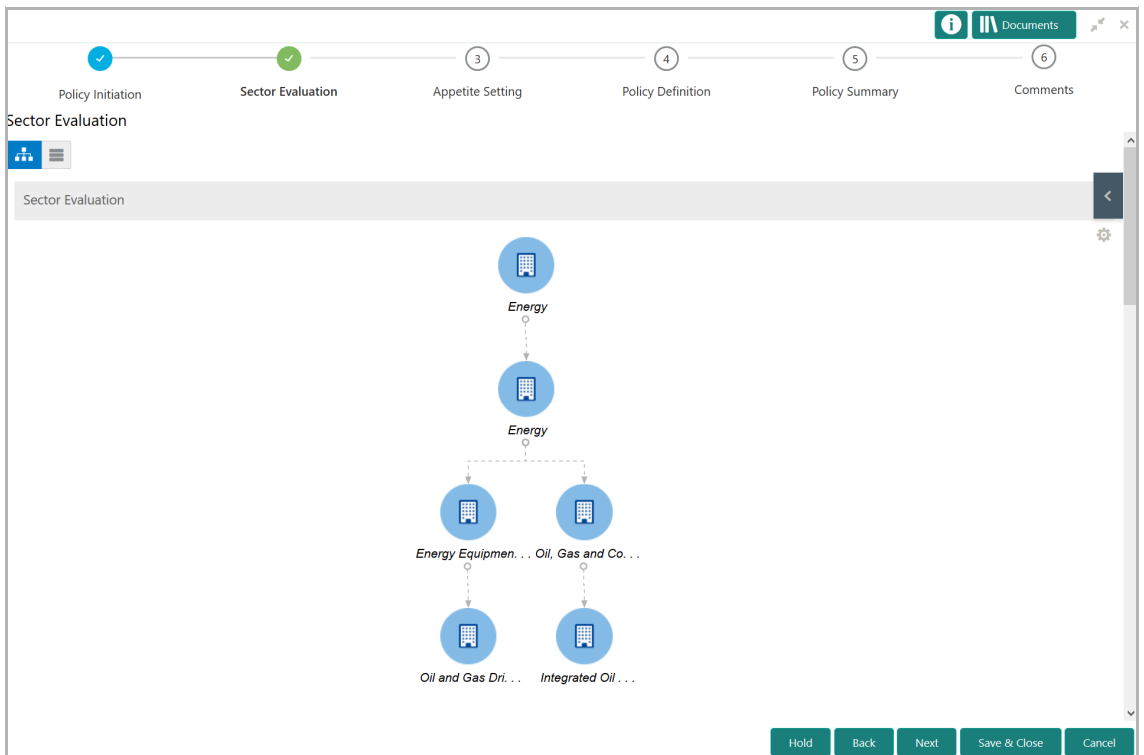 Documents
3
4
5
6
Policy Initiation
Sector Evaluation
Appetite Setting
Policy Definition
Policy Summary
Comments
Sector Evaluation
Sector Evaluation
Energy
Energy
Energy Equipmen. . .
Oil, Gas and Co. . .
Oil and Gas Dri. . .
Integrated Oil . . .
Hold
Back
Next
Save & Close
Cancel